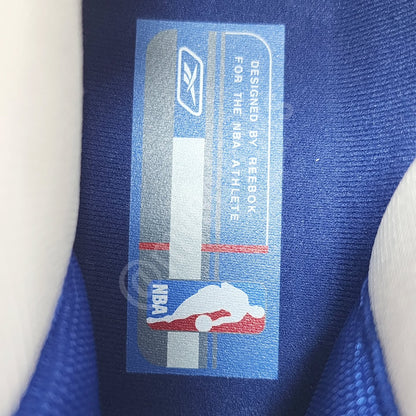 DESIGNED BY REEBOK
FOR THE NBA ATHLETE
NBA